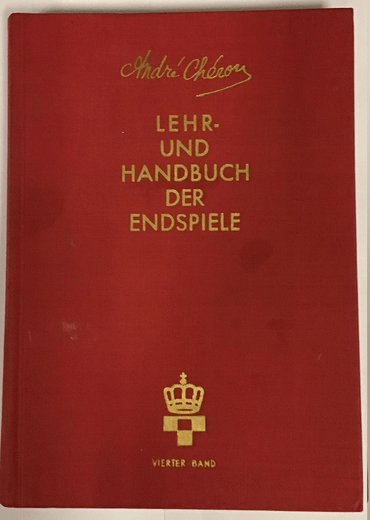 André Chéron
LEHR-
UND
HANDBUCH
DER
ENDSPIELE
VIERTER BAND